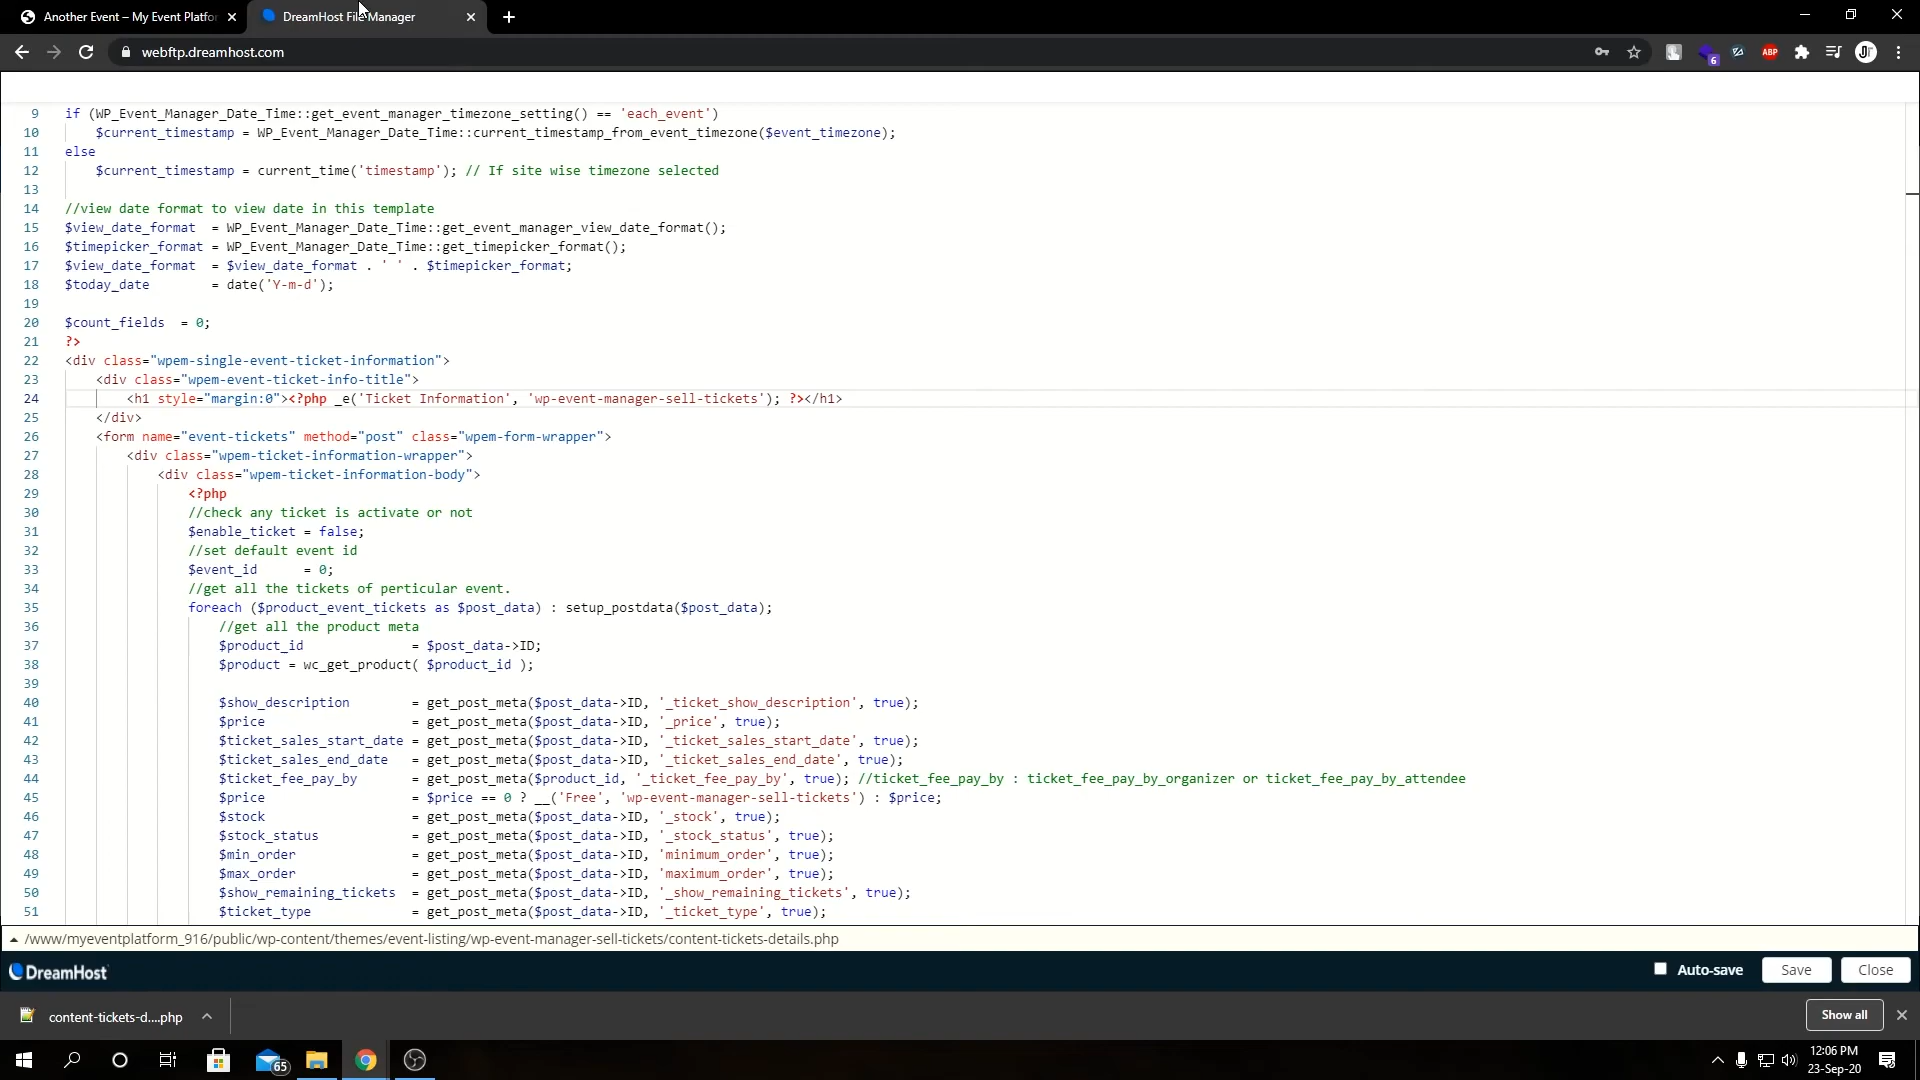 Another Event – My Event Platfor
DreamHost File Manager
webftp.dreamhost.com
ABP
6
9 if (WP_Event_Manager_Date_Time::get_event_manager_timezone_setting() == 'each_event')
10 $current_timestamp = WP_Event_Manager_Date_Time::current_timestamp_from_event_timezone($event_timezone);
11 else
12 $current_timestamp = current_time('timestamp'); // If site wise timezone selected
13
14 //view date format to view date in this template
15 $view_date_format = WP_Event_Manager_Date_Time::get_event_manager_view_date_format();
16 $timepicker_format = WP_Event_Manager_Date_Time::get_timepicker_format();
17 $view_date_format = $view_date_format . ' ' . $timepicker_format;
18 $today_date = date('Y-m-d');
19
20 $count_fields = 0;
21 ?>
22 <div class="wpem-single-event-ticket-information">
23 <div class="wpem-event-ticket-info-title">
24 <h1 style="margin:0"><?php _e('Ticket Information', 'wp-event-manager-sell-tickets'); ?></h1>
25 </div>
26 <form name="event-tickets" method="post" class="wpem-form-wrapper">
27 <div class="wpem-ticket-information-wrapper">
28 <div class="wpem-ticket-information-body">
29 <?php
30 //check any ticket is activate or not
31 $enable_ticket = false;
32 //set default event id
33 $event_id = 0;
34 //get all the tickets of perticular event.
35 foreach ($product_event_tickets as $post_data) : setup_postdata($post_data);
36 //get all the product meta
37 $product_id = $post_data->ID;
38 $product = wc_get_product( $product_id );
39
40 $show_description = get_post_meta($post_data->ID, '_ticket_show_description', true);
41 $price = get_post_meta($post_data->ID, '_price', true);
42 $ticket_sales_start_date = get_post_meta($post_data->ID, '_ticket_sales_start_date', true);
43 $ticket_sales_end_date = get_post_meta($post_data->ID, '_ticket_sales_end_date', true);
44 $ticket_fee_pay_by = get_post_meta($product_id, '_ticket_fee_pay_by', true); //ticket_fee_pay_by : ticket_fee_pay_by_organizer or ticket_fee_pay_by_attendee
45 $price = $price == 0 ? __('Free', 'wp-event-manager-sell-tickets') : $price;
46 $stock = get_post_meta($post_data->ID, '_stock', true);
47 $stock_status = get_post_meta($post_data->ID, '_stock_status', true);
48 $min_order = get_post_meta($post_data->ID, 'minimum_order', true);
49 $max_order = get_post_meta($post_data->ID, 'maximum_order', true);
50 $show_remaining_tickets = get_post_meta($post_data->ID, '_show_remaining_tickets', true);
51 $ticket_type = get_post_meta($post_data->ID, '_ticket_type', true);
/www/myeventplatform_916/public/wp-content/themes/event-listing/wp-event-manager-sell-tickets/content-tickets-details.php
DreamHost
Auto-save
Save
Close
content-tickets-d....php
Show all
65
12:06 PM
23-Sep-20